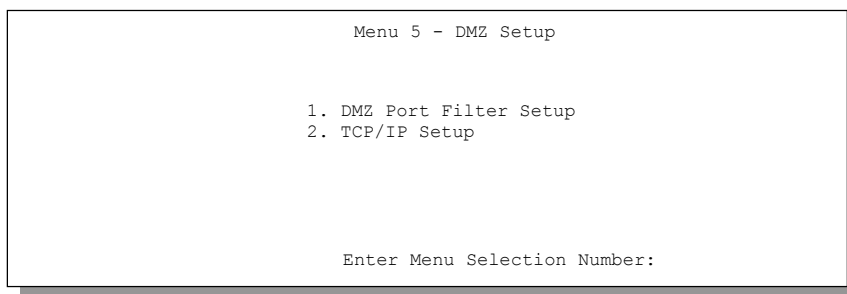 Menu 5 - DMZ Setup
1. DMZ Port Filter Setup
2. TCP/IP Setup
Enter Menu Selection Number: